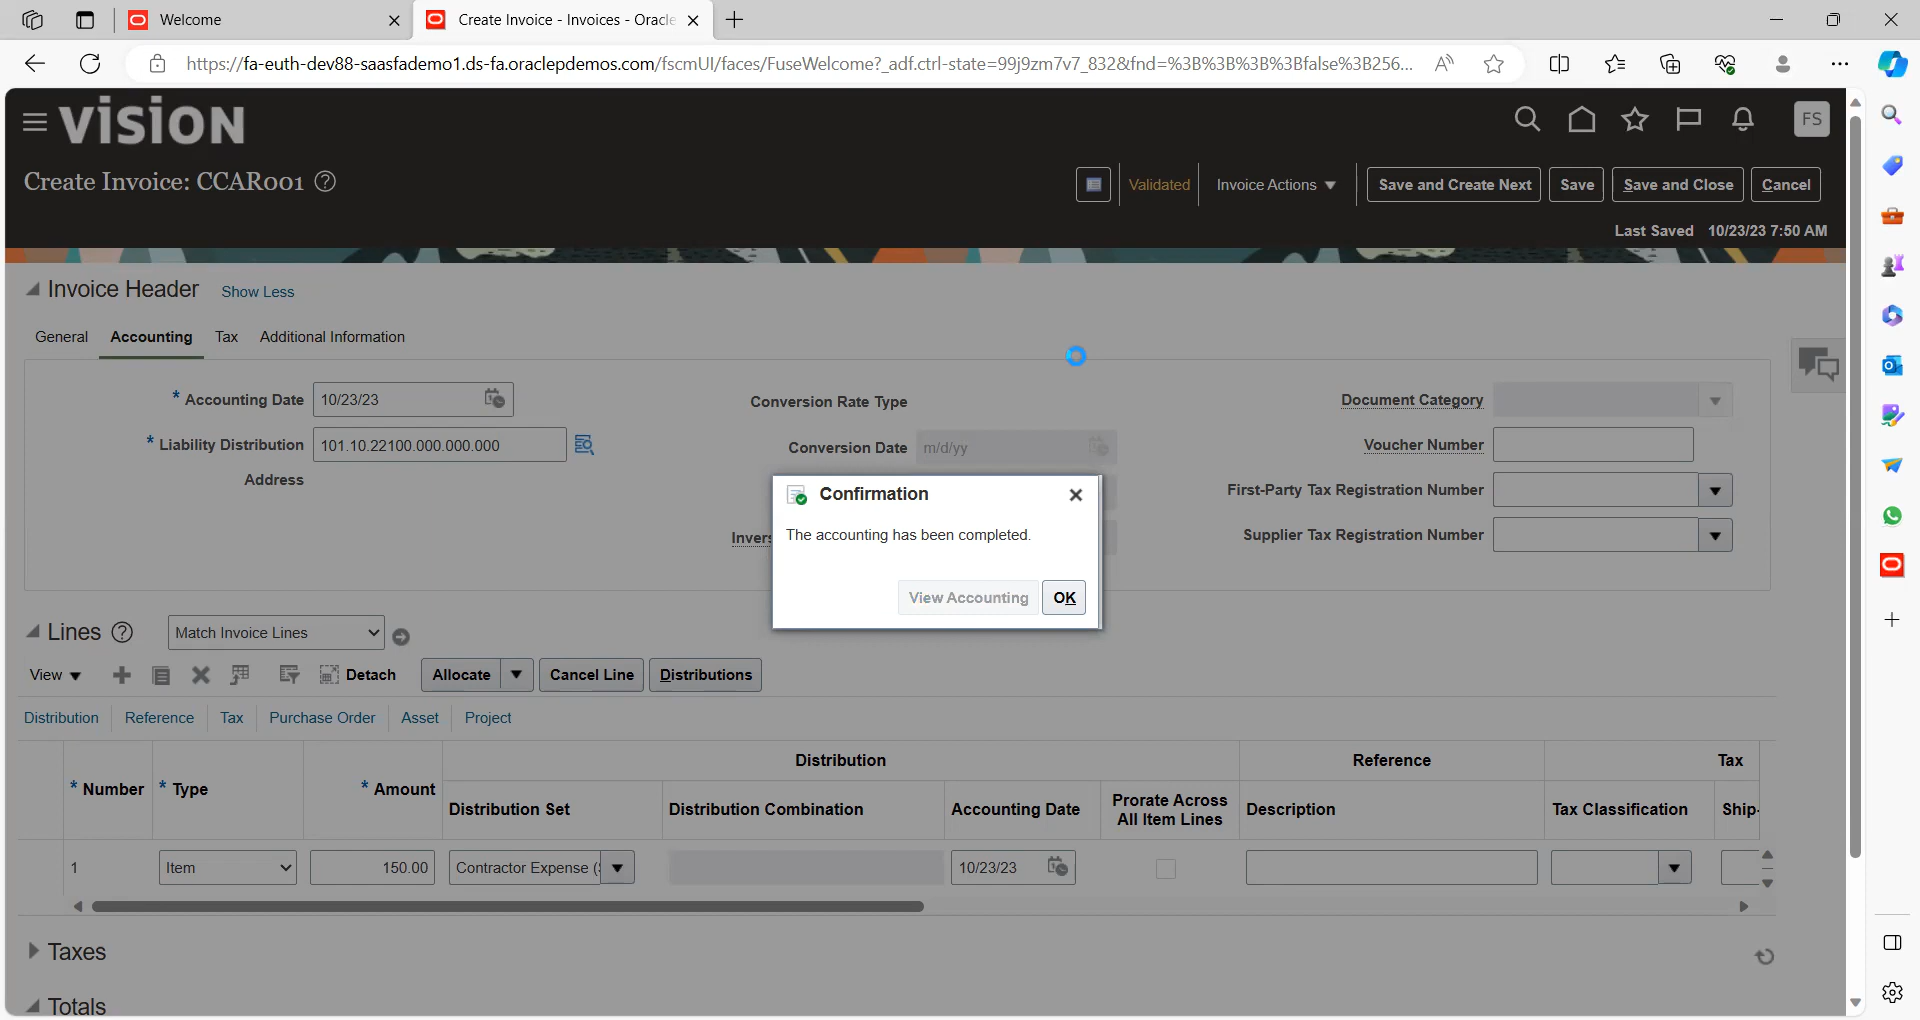 Welcome
Create Invoice - Invoices - Oracle
https://fa-euth-dev88-saasfademo1.ds-fa.oraclepdemos.com/fscmUI/faces/FuseWelcome?_adf.ctrl-state=99j9zm7v7_832&fnd=%3B%3B%3B%3Bfalse%3B256...
VISION
FS
Create Invoice: CCAR001
Validated
Invoice Actions
Save and Create Next
Save
Save and Close
Cancel
Last Saved 10/23/23 7:50 AM
Invoice Header Show Less
General Accounting Tax Additional Information
* Accounting Date 10/23/23
Conversion Rate Type
Document Category
* Liability Distribution 101.10.22100.000.000.000
Conversion Date m/d/yy
Voucher Number
Address
First-Party Tax Registration Number
Supplier Tax Registration Number
Confirmation
The accounting has been completed.
View Accounting
OK
Lines
Match Invoice Lines
View
Detach
Allocate
Cancel Line
Distributions
Distribution Reference Tax Purchase Order Asset Project
Distribution Reference Tax
* Number * Type * Amount
Distribution Set Distribution Combination Accounting Date Prorate Across
All Item Lines Description Tax Classification Ship-
1 Item 150.00 Contractor Expense ( 10/23/23
Taxes
Totals